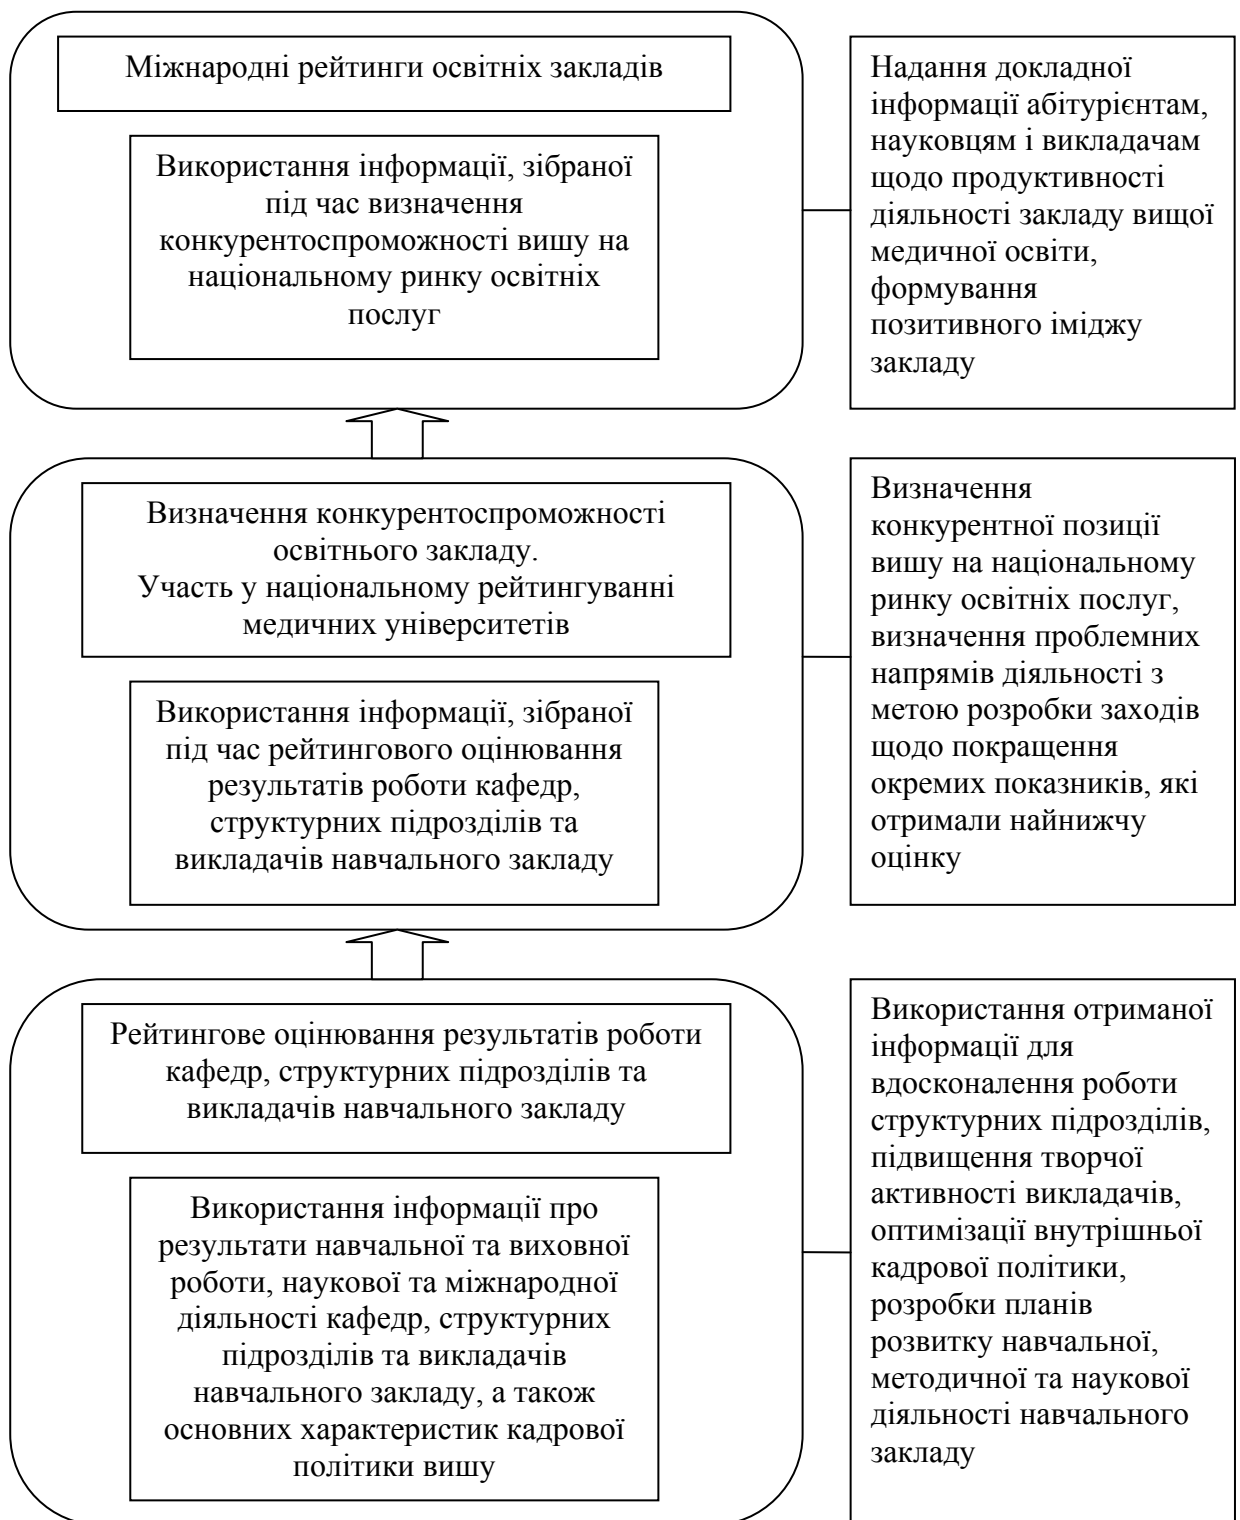 Міжнародні рейтинги освітніх закладів
Використання інформації, зібраної
під час визначення
конкурентоспроможності вишу на
національному ринку освітніх
послуг
Надання докладної
інформації абітурієнтам,
науковцям і викладачам
щодо продуктивності
діяльності закладу вищої
медичної освіти,
формування
позитивного іміджу
закладу
Визначення конкурентоспроможності
освітнього закладу.
Участь у національному рейтингуванні
медичних університетів
Використання інформації, зібраної
під час рейтингового оцінювання
результатів роботи кафедр,
структурних підрозділів та
викладачів навчального закладу
Визначення
конкурентної позиції
вишу на національному
ринку освітніх послуг,
визначення проблемних
напрямів діяльності з
метою розробки заходів
щодо покращення
окремих показників, які
отримали найнижчу
оцінку
Рейтингове оцінювання результатів роботи
кафедр, структурних підрозділів та
викладачів навчального закладу
Використання інформації про
результати навчальної та виховної
роботи, наукової та міжнародної
діяльності кафедр, структурних
підрозділів та викладачів
навчального закладу, а також
основних характеристик кадрової
політики вишу
Використання отриманої
інформації для
вдосконалення роботи
структурних підрозділів,
підвищення творчої
активності викладачів,
оптимізації внутрішньої
кадрової політики,
розробки планів
розвитку навчальної,
методичної та наукової
діяльності навчального
закладу